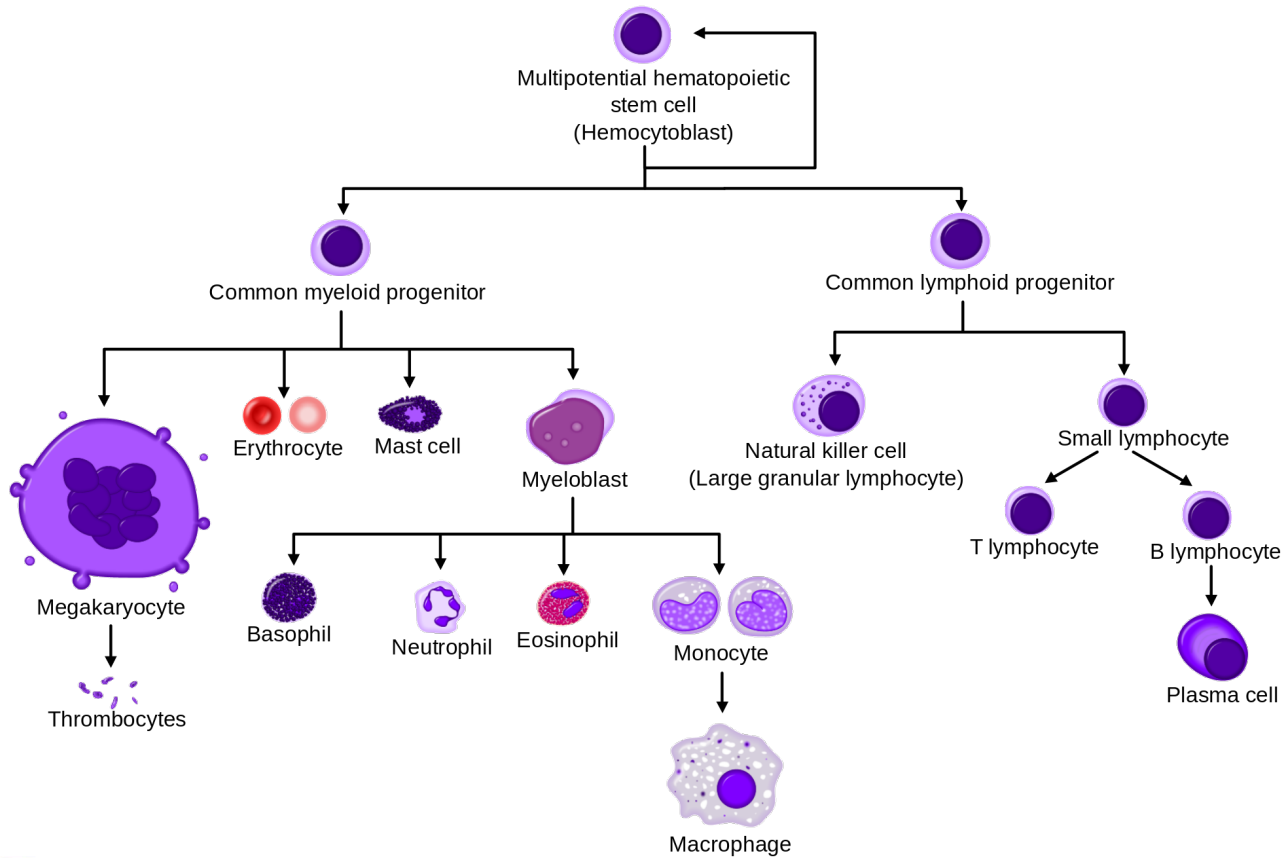 Multipotential hematopoietic
stem cell
(Hemocytoblast)
Common myeloid progenitor
Common lymphoid progenitor
Erythrocyte
Mast cell
Myeloblast
Natural killer cell
(Large granular lymphocyte)
Small lymphocyte
T lymphocyte
B lymphocyte
Megakaryocyte
Basophil
Neutrophil
Eosinophil
Monocyte
Plasma cell
Thrombocytes
Macrophage